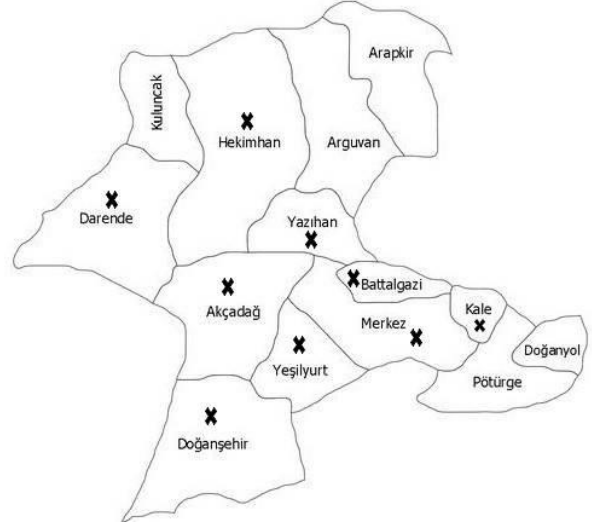 Arapkir
Kuluncak
Hekimhan
Arguvan
Darende
Yazıhan
Battalgazi
Akçadağ
Kale
Merkez
Doğanyol
Yeşilyurt
Pötürge
Doğanşehir